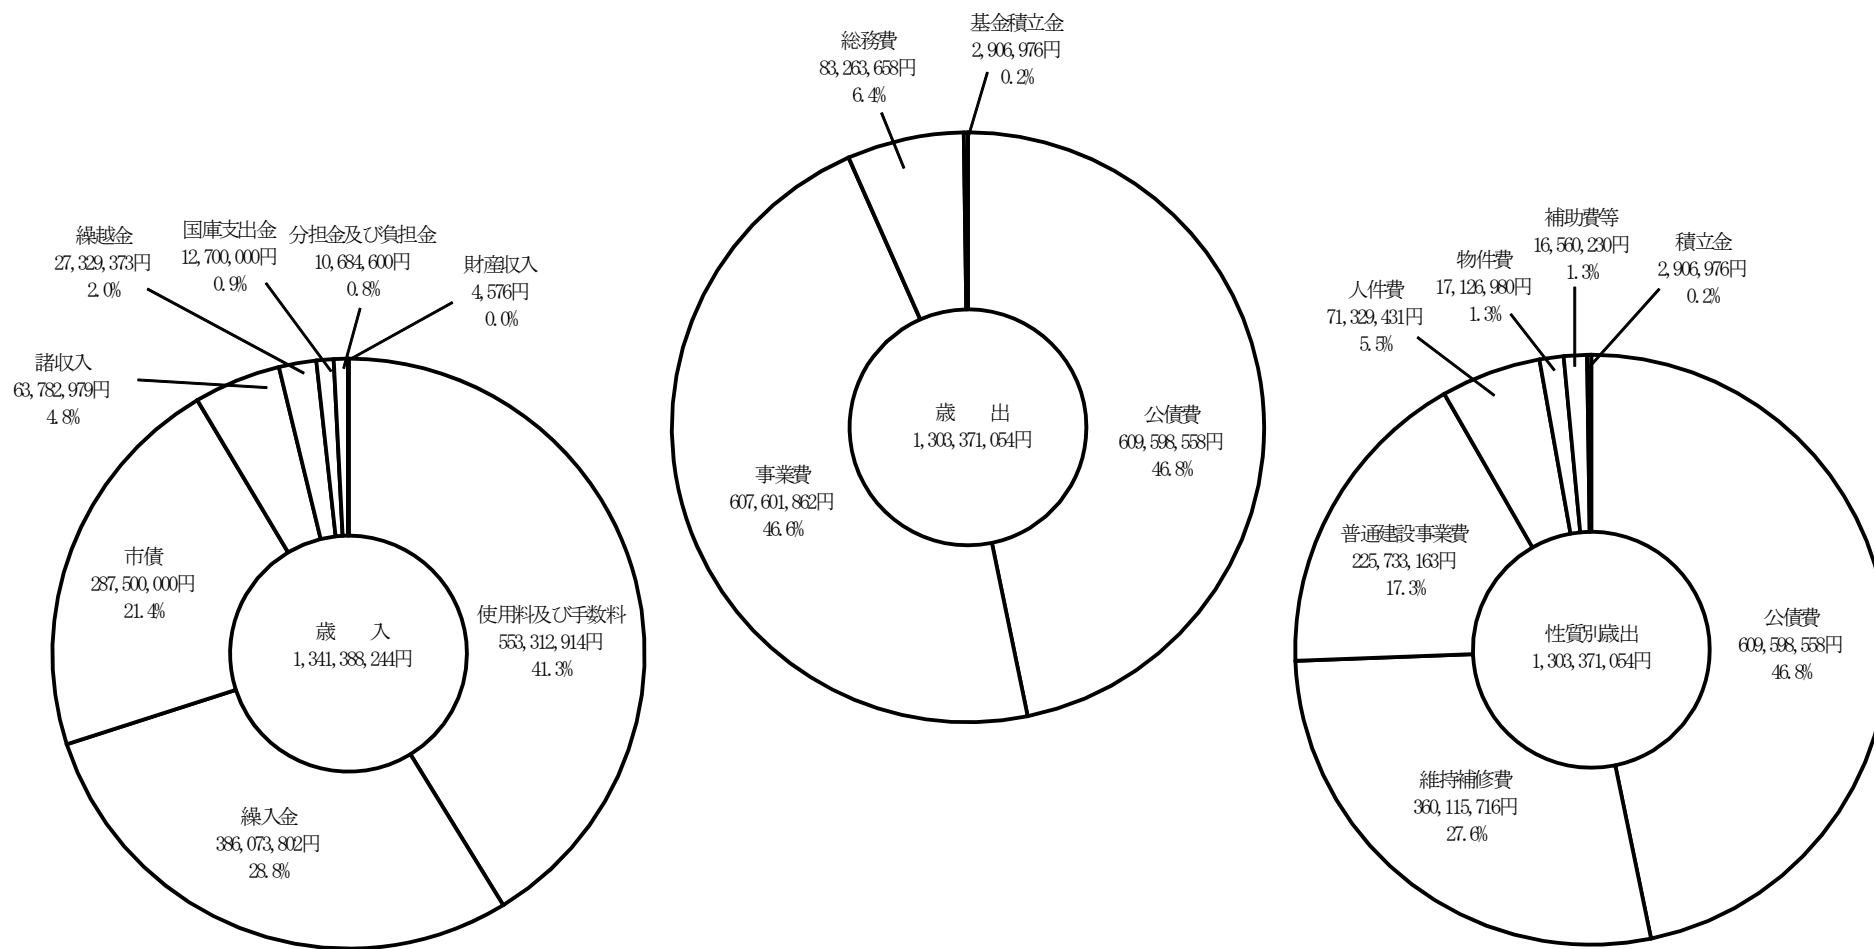 繰越金
27,329,373円
2.0%
国庫支出金
12,700,000円
0.9%
分担金及び負担金
10,684,600円
0.8%
財産収入
4,576円
0.0%
諸収入
63,782,979円
4.8%
市債
287,500,000円
21.4%
歳　入
1,341,388,244円
使用料及び手数料
553,312,914円
41.3%
繰入金
386,073,802円
28.8%
総務費
83,263,658円
6.4%
基金積立金
2,906,976円
0.2%
歳　出
1,303,371,054円
公債費
609,598,558円
46.8%
事業費
607,601,862円
46.6%
人件費
71,329,431円
5.5%
物件費
17,126,980円
1.3%
補助費等
16,560,230円
1.3%
積立金
2,906,976円
0.2%
普通建設事業費
225,733,163円
17.3%
性質別歳出
1,303,371,054円
公債費
609,598,558円
46.8%
維持補修費
360,115,716円
27.6%